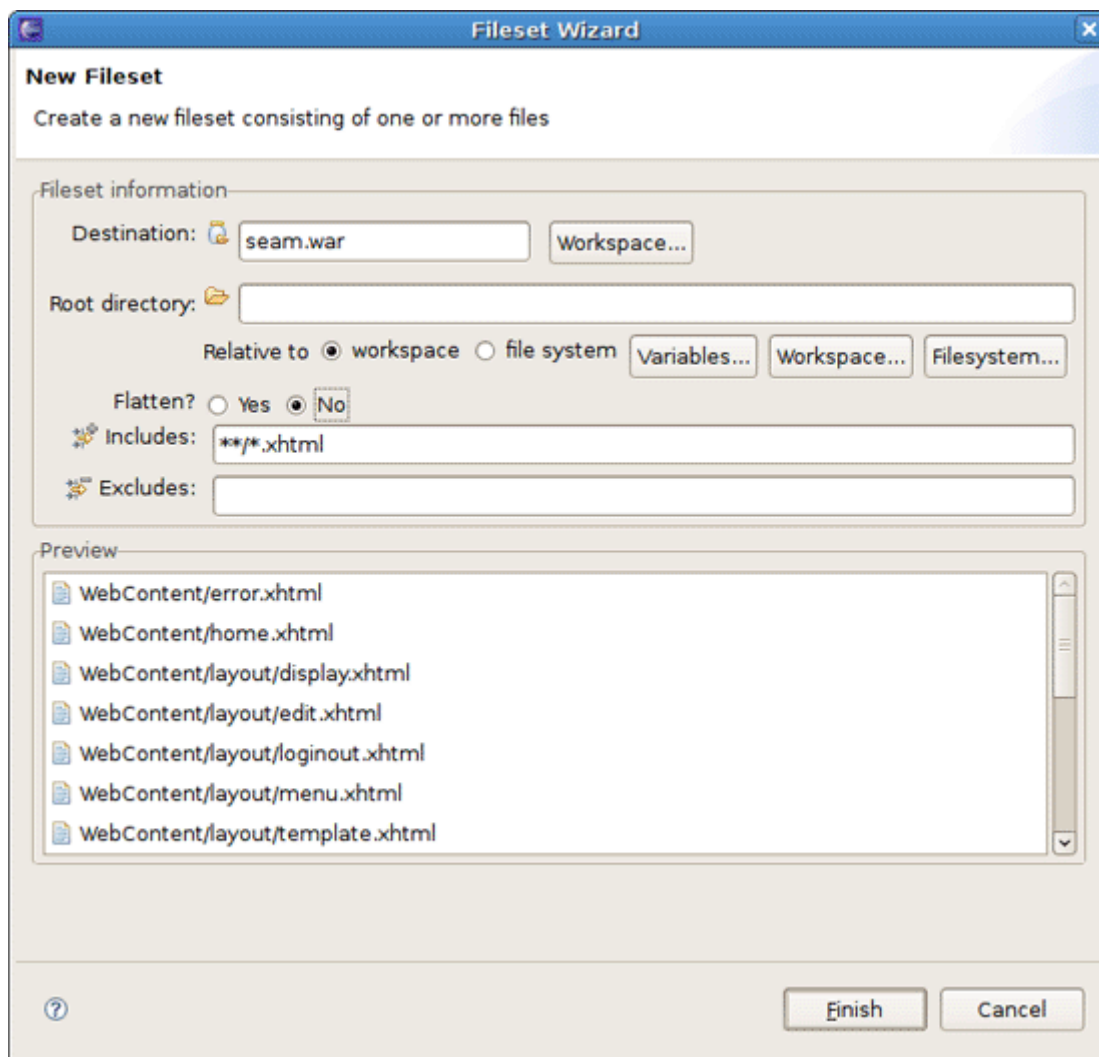 Fileset Wizard
New Fileset
Create a new fileset consisting of one or more files
Fileset information
Destination: seam.war Workspace...
Root directory:
Relative to workspace file system Variables... Workspace... Filesystem...
Flatten? Yes No
Includes: **/*.xhtml
Excludes:
Preview
WebContent/error.xhtml
WebContent/home.xhtml
WebContent/layout/display.xhtml
WebContent/layout/edit.xhtml
WebContent/layout/loginout.xhtml
WebContent/layout/menu.xhtml
WebContent/layout/template.xhtml
? Finish Cancel